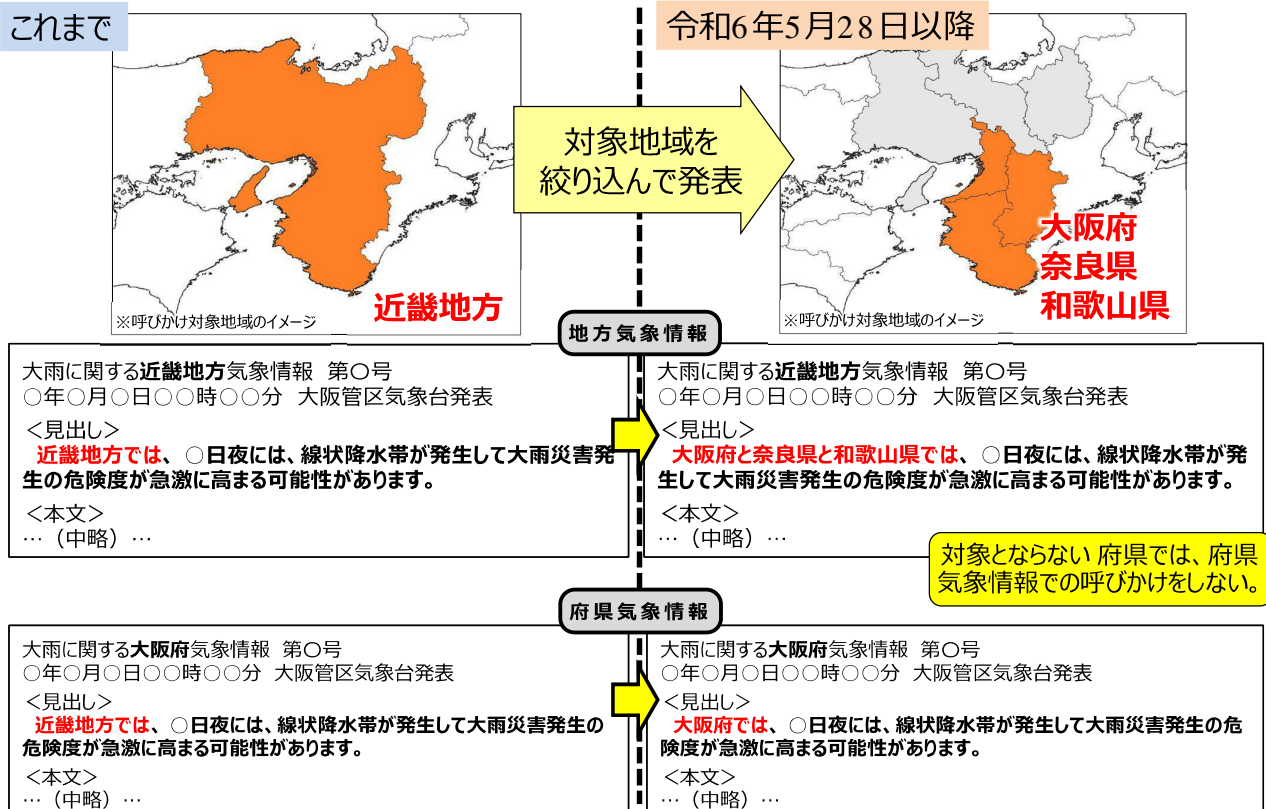 これまで
令和6年5月28日以降
対象地域を
絞り込んで発表
近畿地方
※呼びかけ対象地域のイメージ
大阪府
奈良県
和歌山県
※呼びかけ対象地域のイメージ
地方気象情報
大雨に関する近畿地方気象情報 第〇号
○年○月○日○○時○○分 大阪管区気象台発表
＜見出し＞
近畿地方では、○日夜には、線状降水帯が発生して大雨災害発
生の危険度が急激に高まる可能性があります。
＜本文＞
…（中略）…
大雨に関する近畿地方気象情報 第〇号
○年○月○日○○時○○分 大阪管区気象台発表
＜見出し＞
大阪府と奈良県と和歌山県では、○日夜には、線状降水帯が発
生して大雨災害発生の危険度が急激に高まる可能性があります。
＜本文＞
…（中略）…
対象とならない 府県では、府県
気象情報での呼びかけをしない。
府県気象情報
大雨に関する大阪府気象情報 第〇号
○年○月○日○○時○○分 大阪管区気象台発表
＜見出し＞
近畿地方では、○日夜には、線状降水帯が発生して大雨災害発生の
危険度が急激に高まる可能性があります。
＜本文＞
…（中略）…
大雨に関する大阪府気象情報 第〇号
○年○月○日○○時○○分 大阪管区気象台発表
＜見出し＞
大阪府では、○日夜には、線状降水帯が発生して大雨災害発生の危
険度が急激に高まる可能性があります。
＜本文＞
…（中略）…